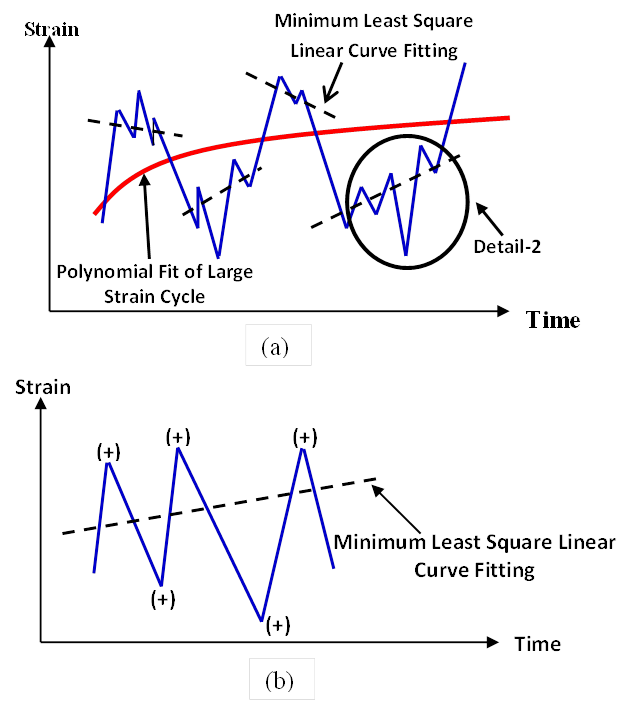 Minimum Least Square
Strain
Linear Curve Fitting
Detail-2
Polynomial Fit of Large
Strain Cycle
Time
(a)
Strain
(+)
(+)
(+)
Minimum Least Square Linear
Curve Fitting
(+)
(+)
Time
(b)